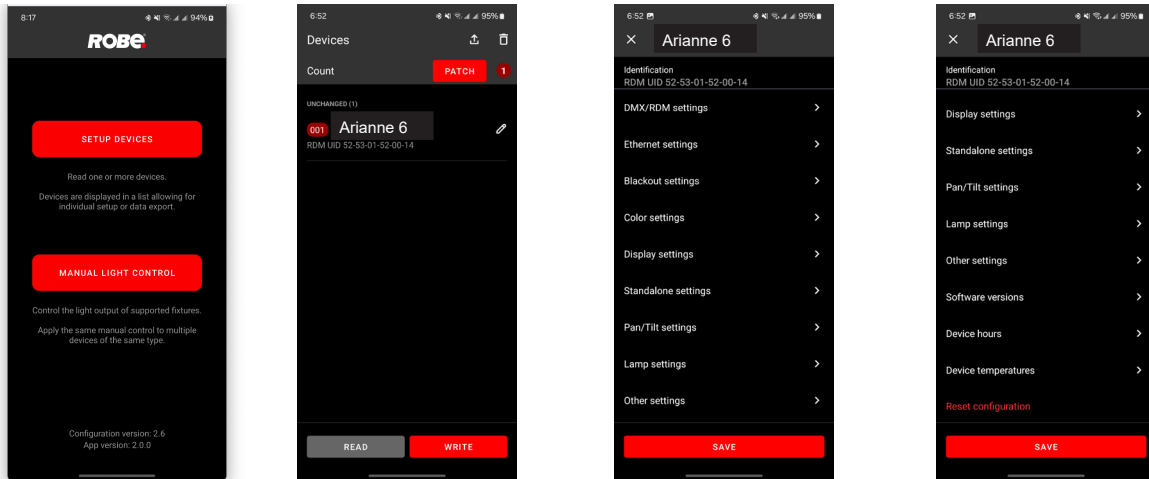 8:17
94%
ROBE
SETUP DEVICES
Read one or more devices.
Devices are displayed in a list allowing for
individual setup or data export.
MANUAL LIGHT CONTROL
Control the light output of supported fixtures.
Apply the same manual control to multiple
devices of the same type.
Configuration version: 2.6
App version: 2.0.0
6:52
95%
Devices
Count
PATCH
1
UNCHANGED (1)
001
Arianne 6
RDM UID 52-53-01-52-00-14
READ
WRITE
6:52
95%
Arianne 6
Identification
RDM UID 52-53-01-52-00-14
DMX/RDM settings
Ethernet settings
Blackout settings
Color settings
Display settings
Standalone settings
Pan/Tilt settings
Lamp settings
Other settings
SAVE
6:52
95%
Arianne 6
Identification
RDM UID 52-53-01-52-00-14
Display settings
Standalone settings
Pan/Tilt settings
Lamp settings
Other settings
Software versions
Device hours
Device temperatures
Reset configuration
SAVE